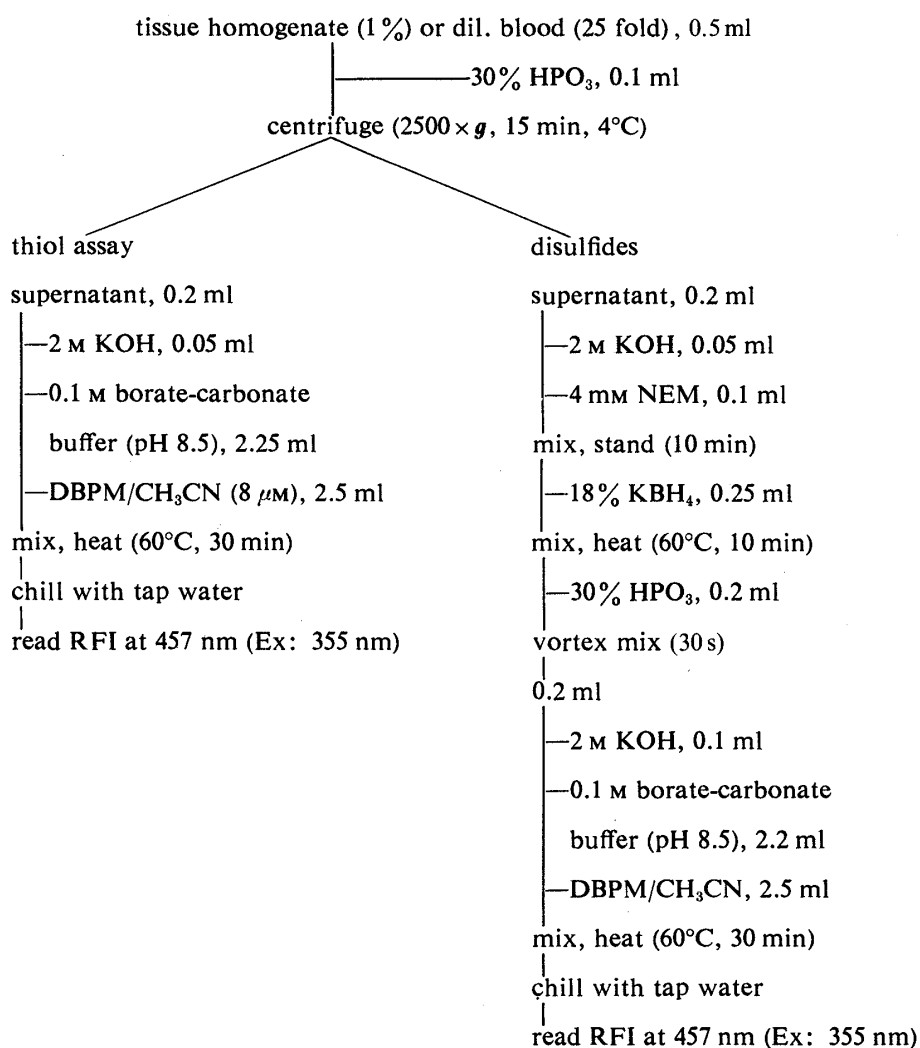 tissue homogenate (1%) or dil. blood (25 fold), 0.5 ml
30% HPO₃, 0.1 ml
centrifuge (2500 × g, 15 min, 4°C)
thiol assay
supernatant, 0.2 ml
2 M KOH, 0.05 ml
0.1 M borate-carbonate
buffer (pH 8.5), 2.25 ml
DBPM/CH₃CN (8 μM), 2.5 ml
mix, heat (60°C, 30 min)
chill with tap water
read RFI at 457 nm (Ex: 355 nm)
disulfides
supernatant, 0.2 ml
2 M KOH, 0.05 ml
4 mM NEM, 0.1 ml
mix, stand (10 min)
18% KBH₄, 0.25 ml
mix, heat (60°C, 10 min)
30% HPO₃, 0.2 ml
vortex mix (30 s)
0.2 ml
2 M KOH, 0.1 ml
0.1 M borate-carbonate
buffer (pH 8.5), 2.2 ml
DBPM/CH₃CN, 2.5 ml
mix, heat (60°C, 30 min)
chill with tap water
read RFI at 457 nm (Ex: 355 nm)